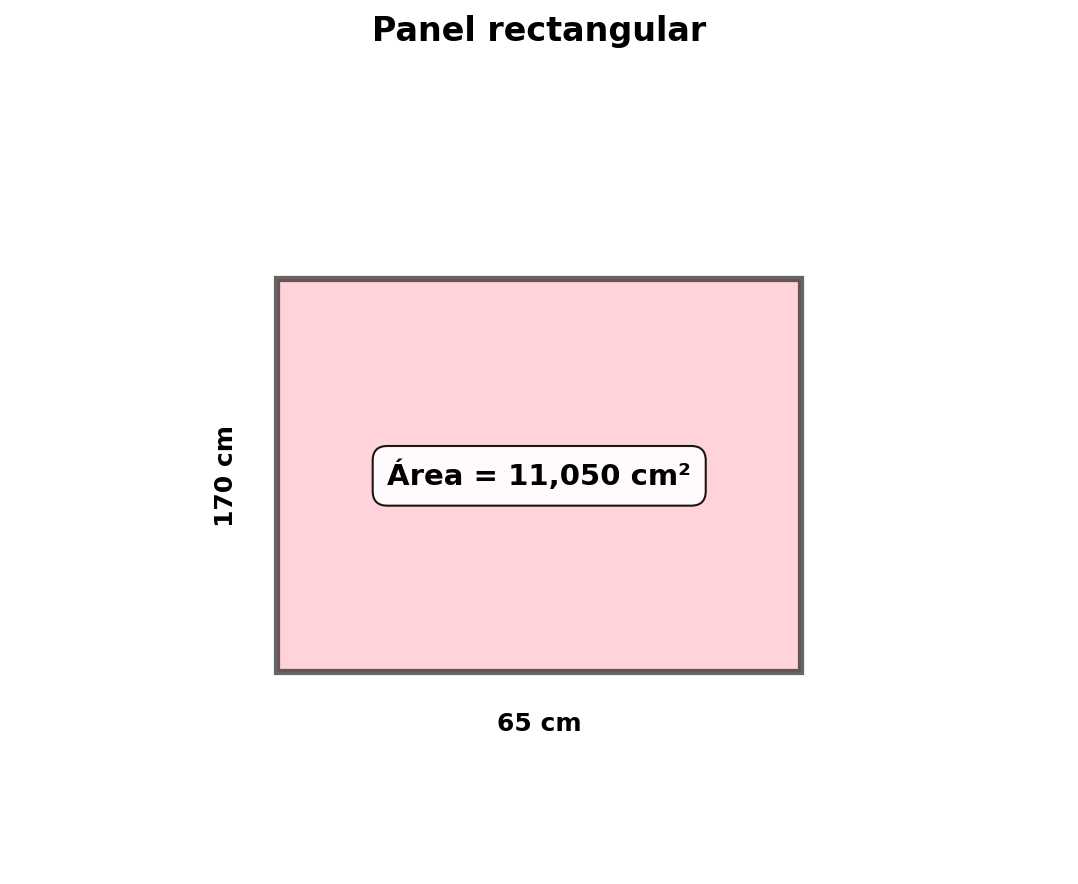 Panel rectangular
Área = 11,050 cm²
170 cm
65 cm